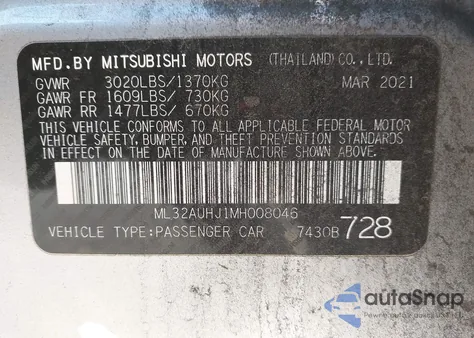 MFD.BY MITSUBISHI MOTORS (THAILAND) CO., LTD.
GVWR 3020LBS/1370KG MAR 2021
GAWR FR 1609LBS/ 730KG
GAWR RR 1477LBS/ 670KG
THIS VEHICLE CONFORMS TO ALL APPLICABLE FEDERAL MOTOR
VEHICLE SAFETY, BUMPER, AND THEFT PREVENTION STANDARDS
IN EFFECT ON THE DATE OF MANUFACTURE SHOWN ABOVE.
ML32AUHJ1MH008046
VEHICLE TYPE:PASSENGER CAR 7430B 728
autoSnap